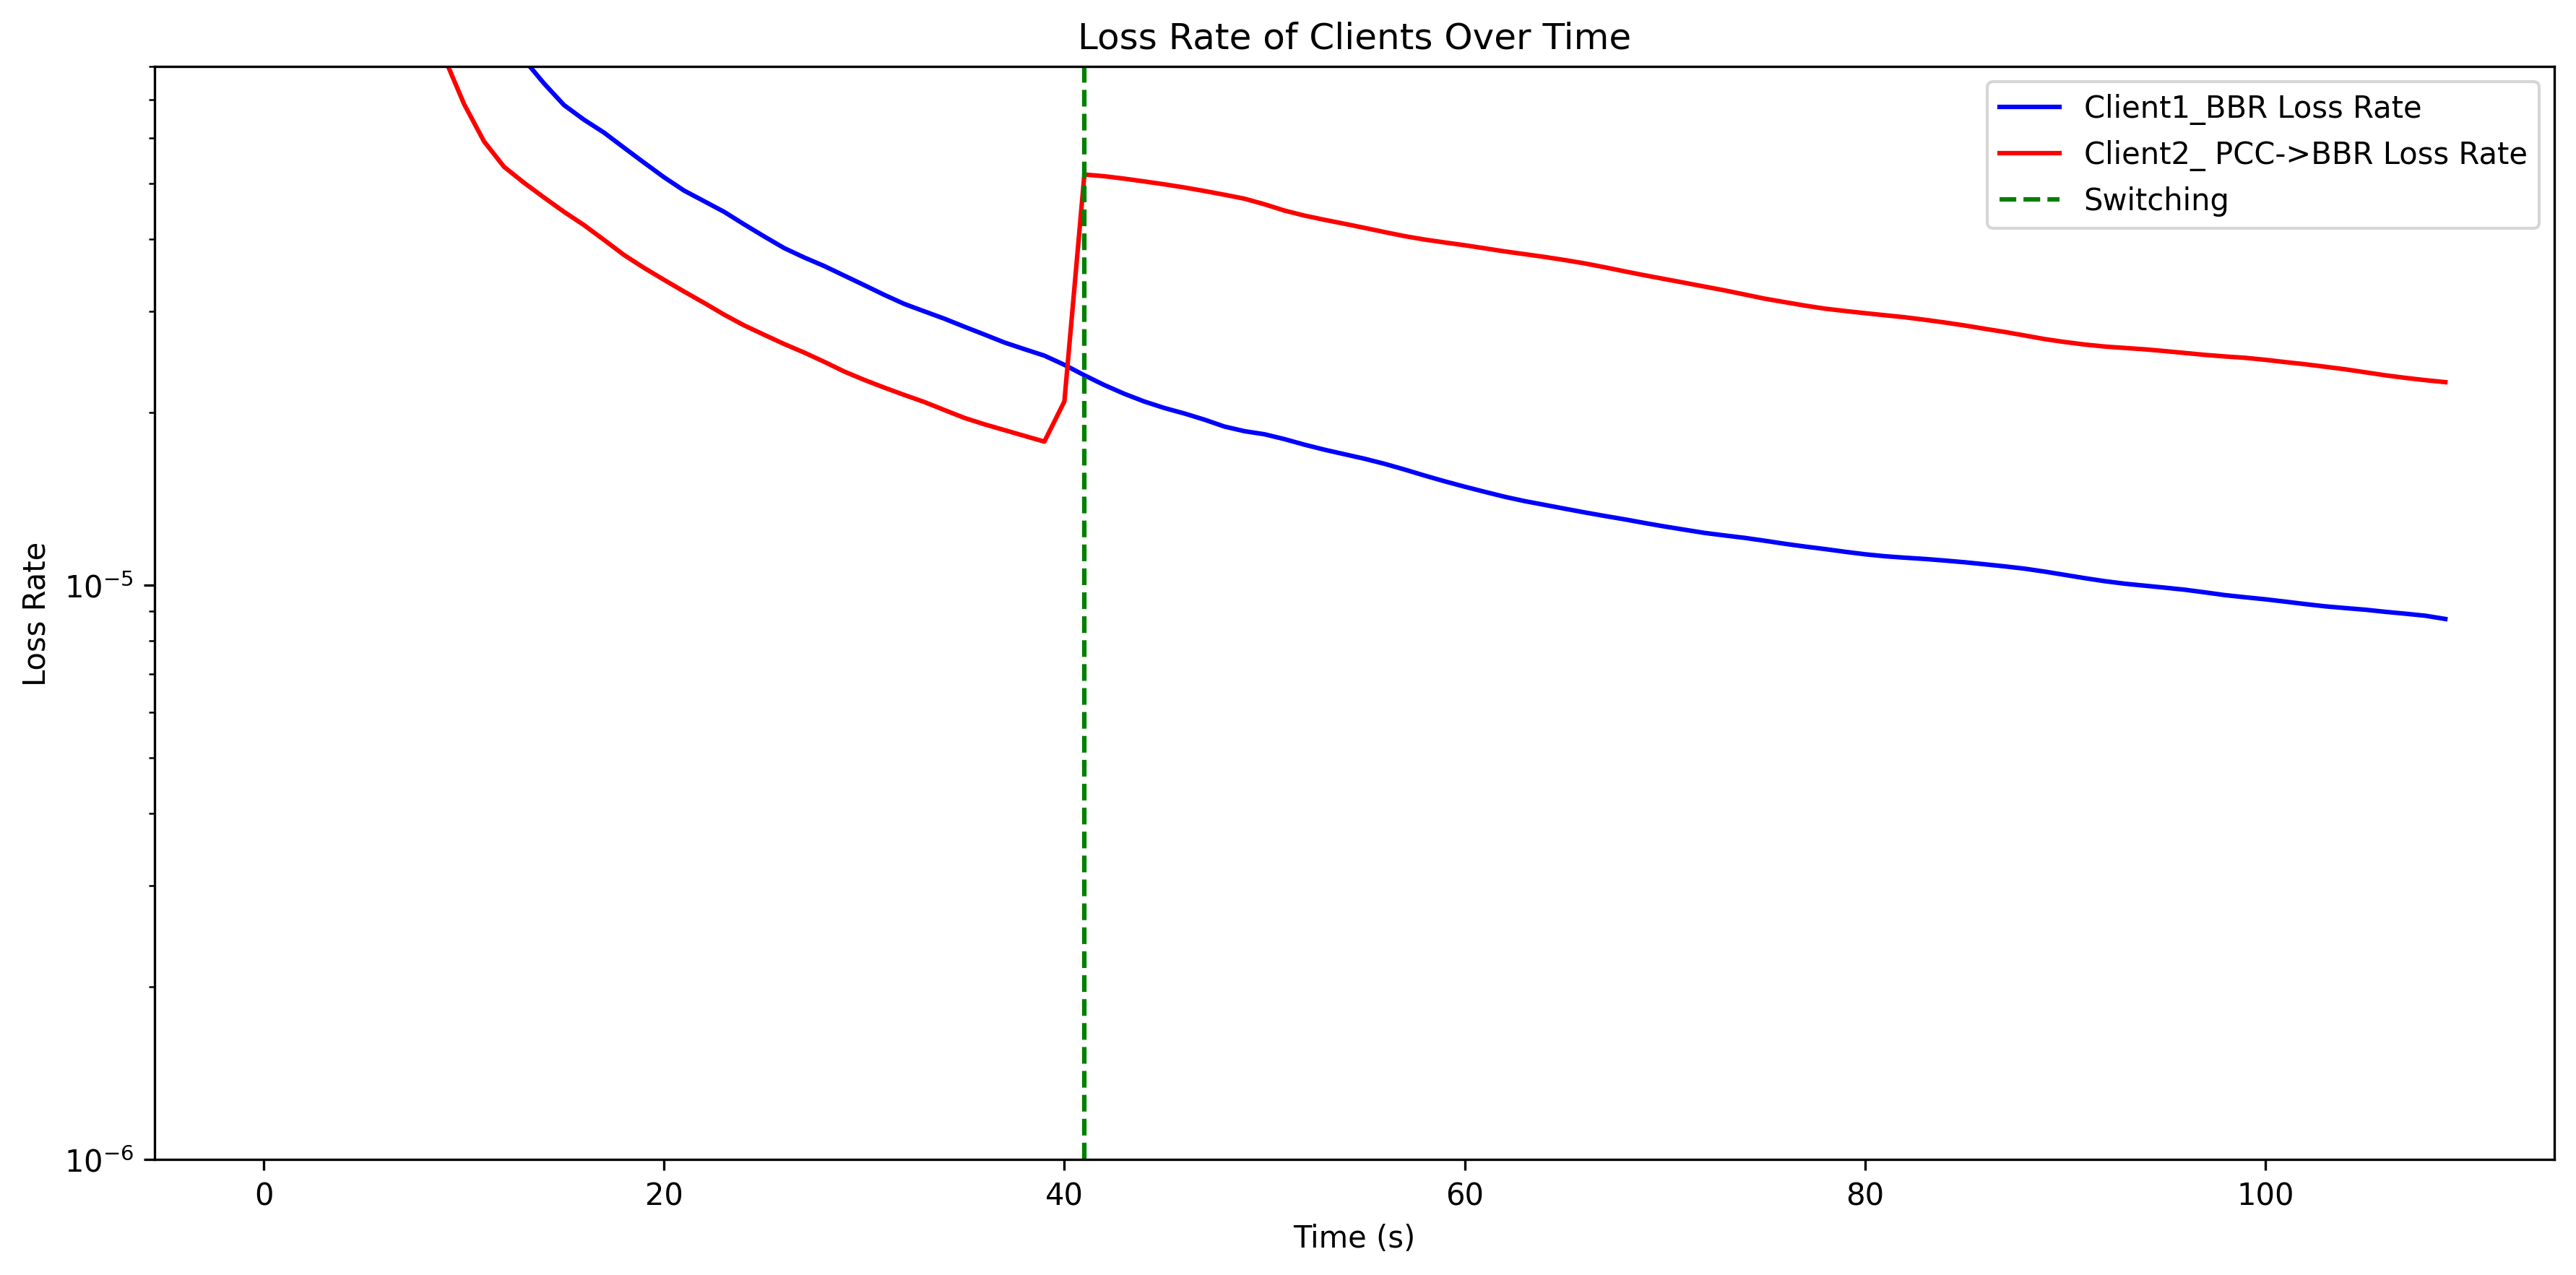 Loss Rate of Clients Over Time
Client1_BBR Loss Rate
Client2_ PCC->BBR Loss Rate
Switching
Loss Rate
10⁻⁵
10⁻⁶
0 20 40 60 80 100
Time (s)